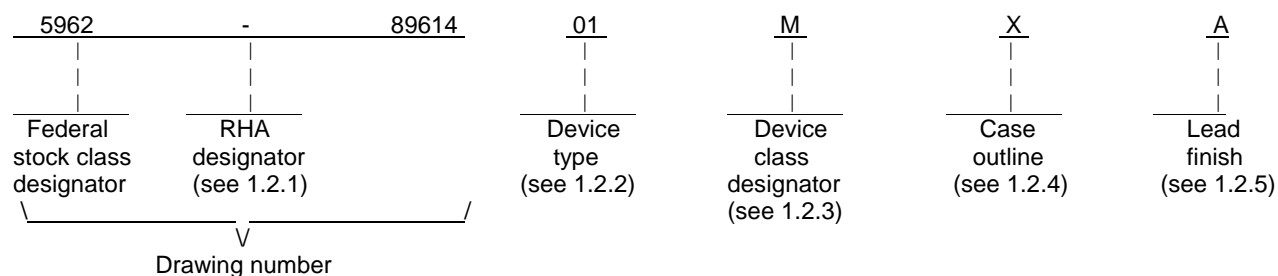 5962 - 89614 01 M X A
Federal stock class designator
RHA designator (see 1.2.1)
Device type (see 1.2.2)
Device class designator (see 1.2.3)
Case outline (see 1.2.4)
Lead finish (see 1.2.5)
Drawing number